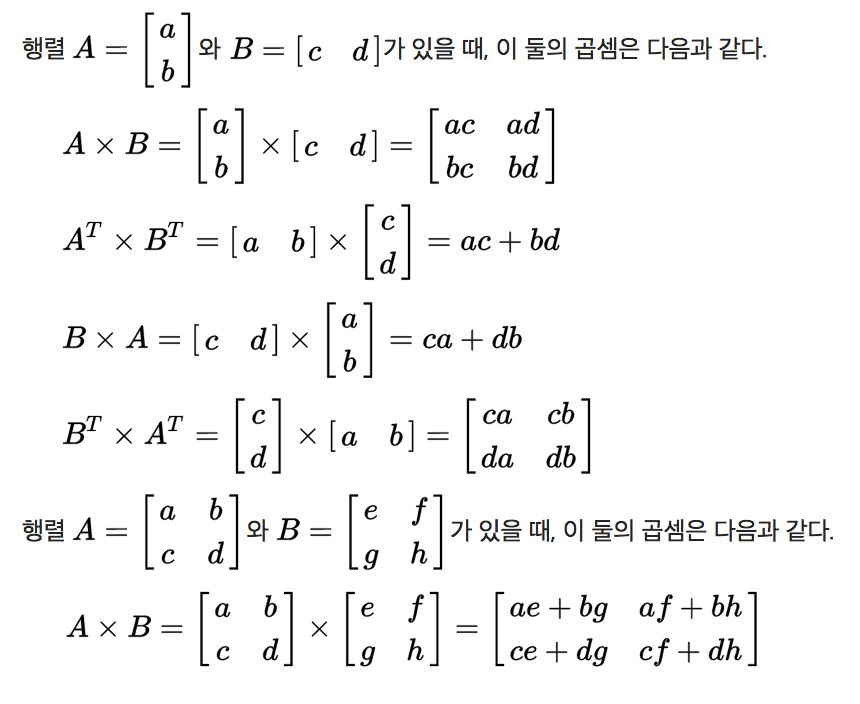 행렬 $A = \begin{bmatrix} a \\ b \end{bmatrix}$와 $B = \begin{bmatrix} c & d \end{bmatrix}$가 있을 때, 이 둘의 곱셈은 다음과 같다.
$A \times B = \begin{bmatrix} a \\ b \end{bmatrix} \times \begin{bmatrix} c & d \end{bmatrix} = \begin{bmatrix} ac & ad \\ bc & bd \end{bmatrix}$
$A^T \times B^T = \begin{bmatrix} a & b \end{bmatrix} \times \begin{bmatrix} c \\ d \end{bmatrix} = ac + bd$
$B \times A = \begin{bmatrix} c & d \end{bmatrix} \times \begin{bmatrix} a \\ b \end{bmatrix} = ca + db$
$B^T \times A^T = \begin{bmatrix} c \\ d \end{bmatrix} \times \begin{bmatrix} a & b \end{bmatrix} = \begin{bmatrix} ca & cb \\ da & db \end{bmatrix}$
행렬 $A = \begin{bmatrix} a & b \\ c & d \end{bmatrix}$와 $B = \begin{bmatrix} e & f \\ g & h \end{bmatrix}$가 있을 때, 이 둘의 곱셈은 다음과 같다.
$A \times B = \begin{bmatrix} a & b \\ c & d \end{bmatrix} \times \begin{bmatrix} e & f \\ g & h \end{bmatrix} = \begin{bmatrix} ae + bg & af + bh \\ ce + dg & cf + dh \end{bmatrix}$